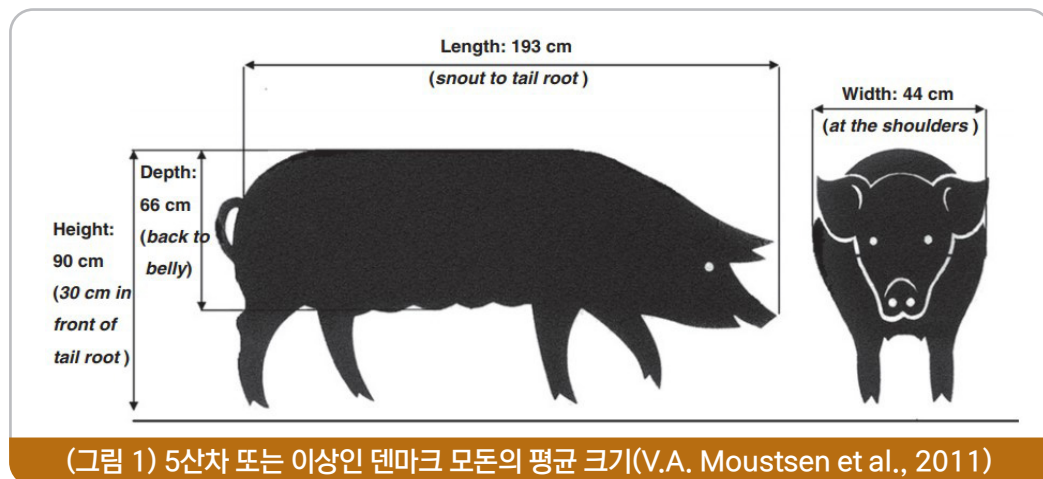 Length: 193 cm
(snout to tail root)
Width: 44 cm
(at the shoulders)
Depth:
66 cm
(back to
belly)
Height:
90 cm
(30 cm in
front of
tail root)
(그림 1) 5산차 또는 이상인 덴마크 모돈의 평균 크기(V.A. Moustsen et al., 2011)